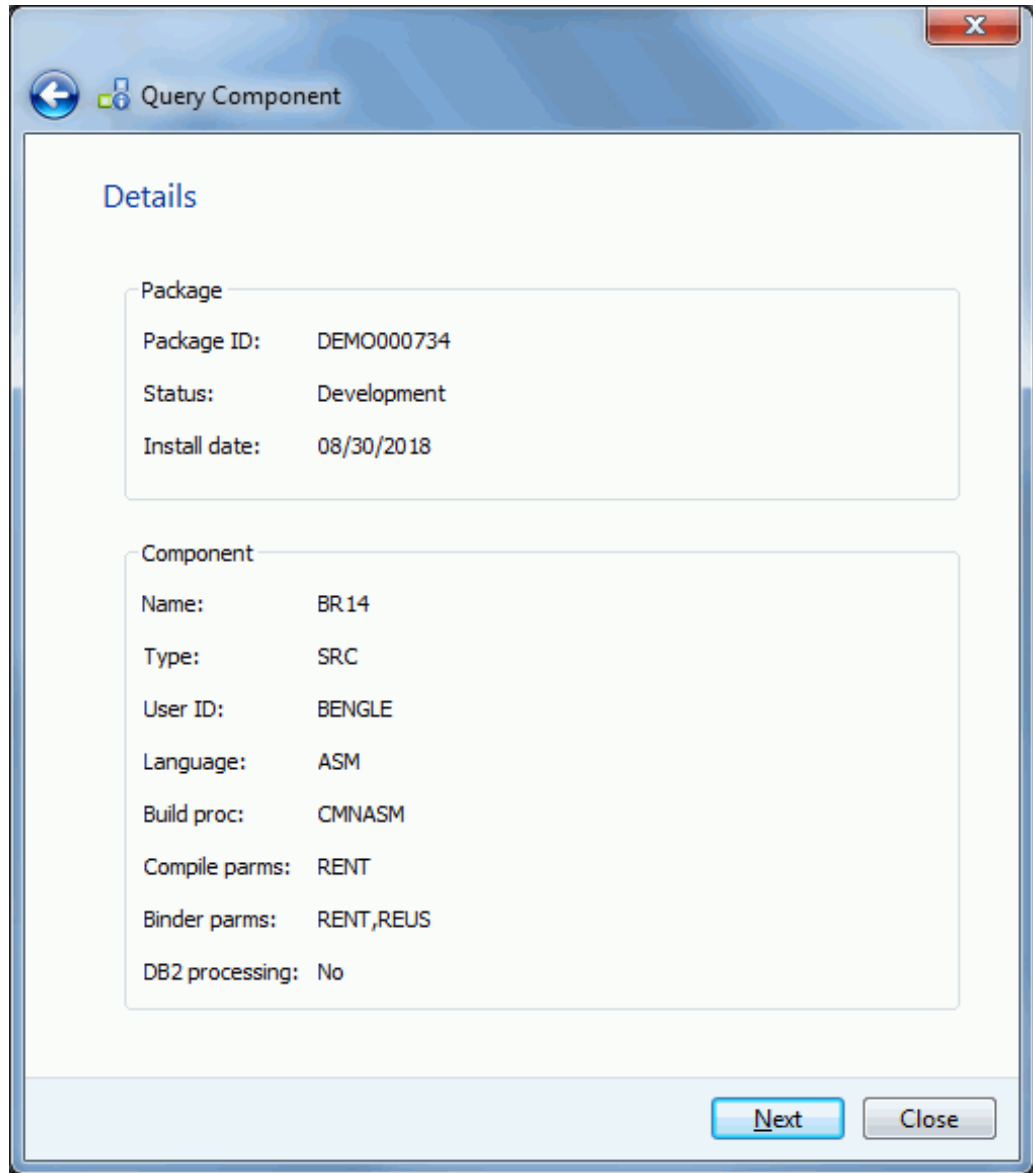 Query Component
Details
Package
Package ID: DEMO000734
Status: Development
Install date: 08/30/2018
Component
Name: BR14
Type: SRC
User ID: BENGLE
Language: ASM
Build proc: CMNASM
Compile parms: RENT
Binder parms: RENT,REUS
DB2 processing: No
Next Close